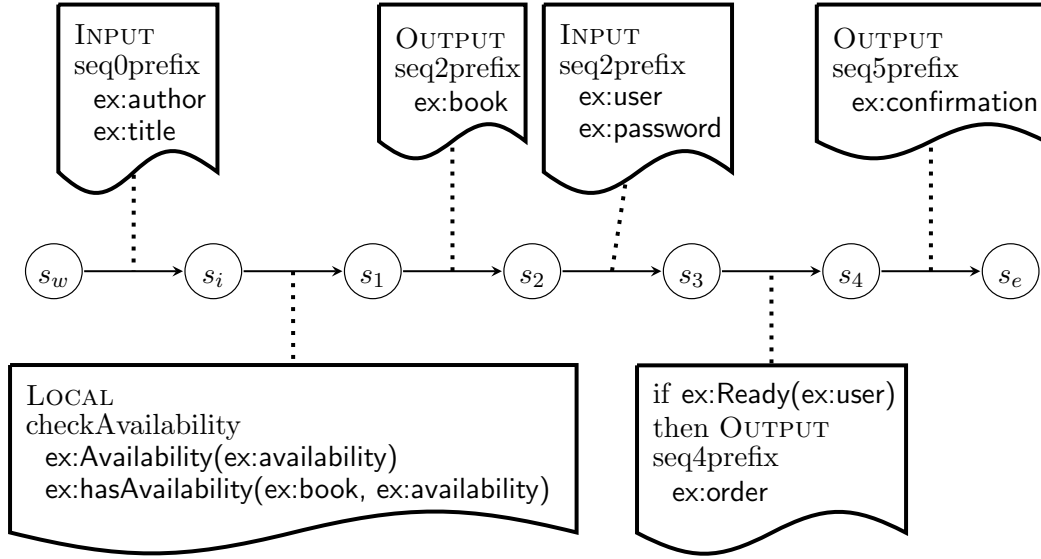 INPUT
seq0prefix
ex:author
ex:title
OUTPUT
seq2prefix
ex:book
INPUT
seq2prefix
ex:user
ex:password
OUTPUT
seq5prefix
ex:confirmation
s_w
s_i
s_1
s_2
s_3
s_4
s_e
LOCAL
checkAvailability
ex:Availability(ex:availability)
ex:hasAvailability(ex:book, ex:availability)
if ex:Ready(ex:user)
then OUTPUT
seq4prefix
ex:order